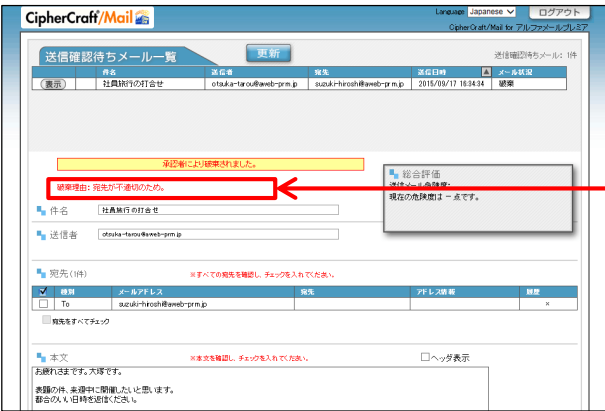 CipherCraft/Mail
Language Japanese
ログアウト
CipherCraft/Mail for アルファメールプレミア
送信確認待ちメール一覧
更新
送信確認待ちメール: 1件
件名 送信者 宛先 送信日時 メール状況
表示 社員旅行の打合せ otsuka-tarou@aweb-prm.jp suzuki-hiroshi@aweb-prm.jp 2015/09/17 16:34:34 破棄
承認者により破棄されました。
破棄理由: 宛先が不適切のため。
総合評価
送信メール危険度:
現在の危険度は － 点です。
件名 社員旅行の打合せ
送信者 otsuka-tarou@aweb-prm.jp
宛先(1件) ※すべての宛先を確認し、チェックを入れてください。
種別 メールアドレス 宛先 アドレス情報 履歴
To suzuki-hiroshi@aweb-prm.jp ×
宛先をすべてチェック
本文 ※本文を確認し、チェックを入れてください。 ヘッダ表示
お疲れさまです。大塚です。
表題の件、来週中に開催したいと思います。
都合のいい日時を返信ください。